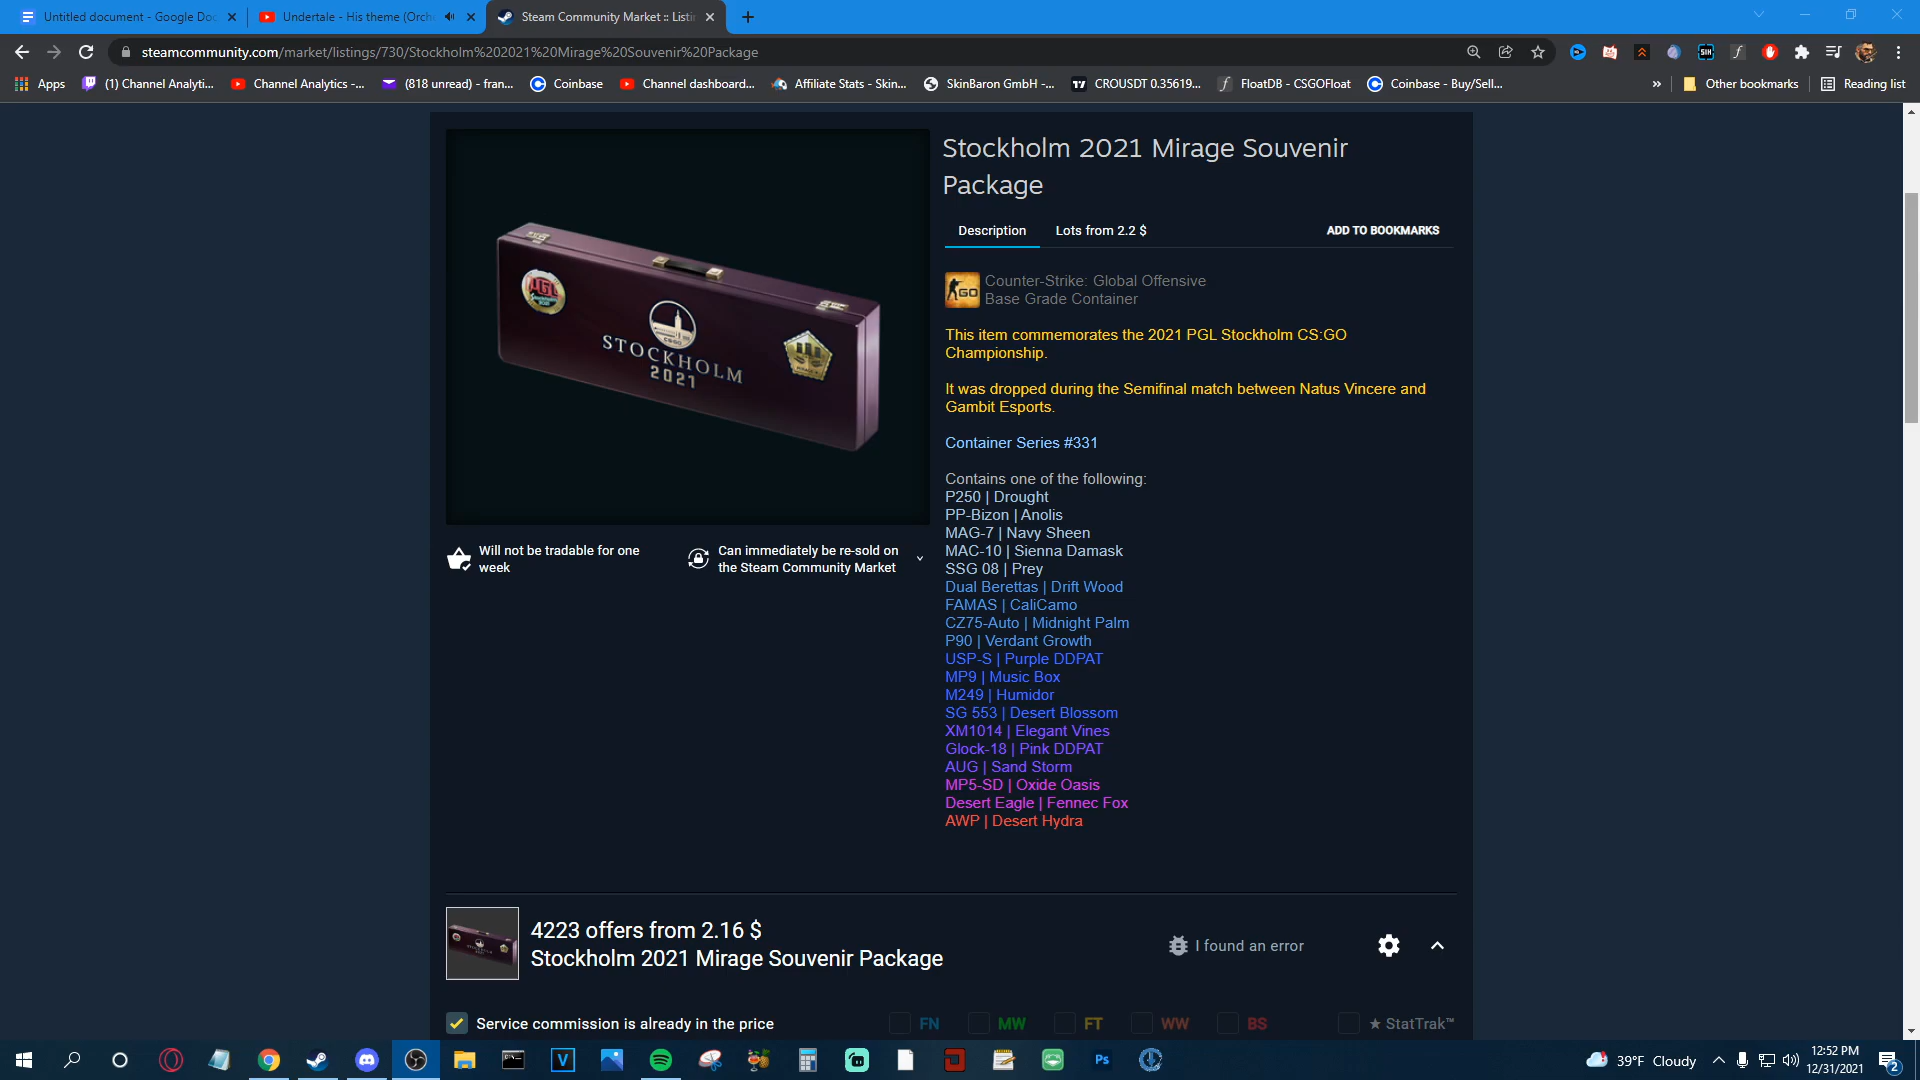 Untitled document - Google Doc
Undertale - His theme (Orch
Steam Community Market :: Listi
steamcommunity.com/market/listings/730/Stockholm%202021%20Mirage%20Souvenir%20Package
Apps
(1) Channel Analyti...
Channel Analytics -...
(818 unread) - fran...
Coinbase
Channel dashboard...
Affiliate Stats - Skin...
SkinBaron GmbH -...
CROUSDT 0.35619...
FloatDB - CSGOFloat
Coinbase - Buy/Sell...
»
Other bookmarks
Reading list
Stockholm 2021 Mirage Souvenir
Package
Description
Lots from 2.2 $
ADD TO BOOKMARKS
Counter-Strike: Global Offensive
Base Grade Container
This item commemorates the 2021 PGL Stockholm CS:GO
Championship.
It was dropped during the Semifinal match between Natus Vincere and
Gambit Esports.
Container Series #331
Contains one of the following:
P250 | Drought
PP-Bizon | Anolis
MAG-7 | Navy Sheen
MAC-10 | Sienna Damask
SSG 08 | Prey
Dual Berettas | Drift Wood
FAMAS | CaliCamo
CZ75-Auto | Midnight Palm
P90 | Verdant Growth
USP-S | Purple DDPAT
MP9 | Music Box
M249 | Humidor
SG 553 | Desert Blossom
XM1014 | Elegant Vines
Glock-18 | Pink DDPAT
AUG | Sand Storm
MP5-SD | Oxide Oasis
Desert Eagle | Fennec Fox
AWP | Desert Hydra
PGL
STOCKHOLM
2021
Will not be tradable for one
week
Can immediately be re-sold on
the Steam Community Market
4223 offers from 2.16 $
Stockholm 2021 Mirage Souvenir Package
I found an error
Service commission is already in the price
FN
MW
FT
WW
BS
★ StatTrak™
39°F Cloudy
12:52 PM
12/31/2021
2